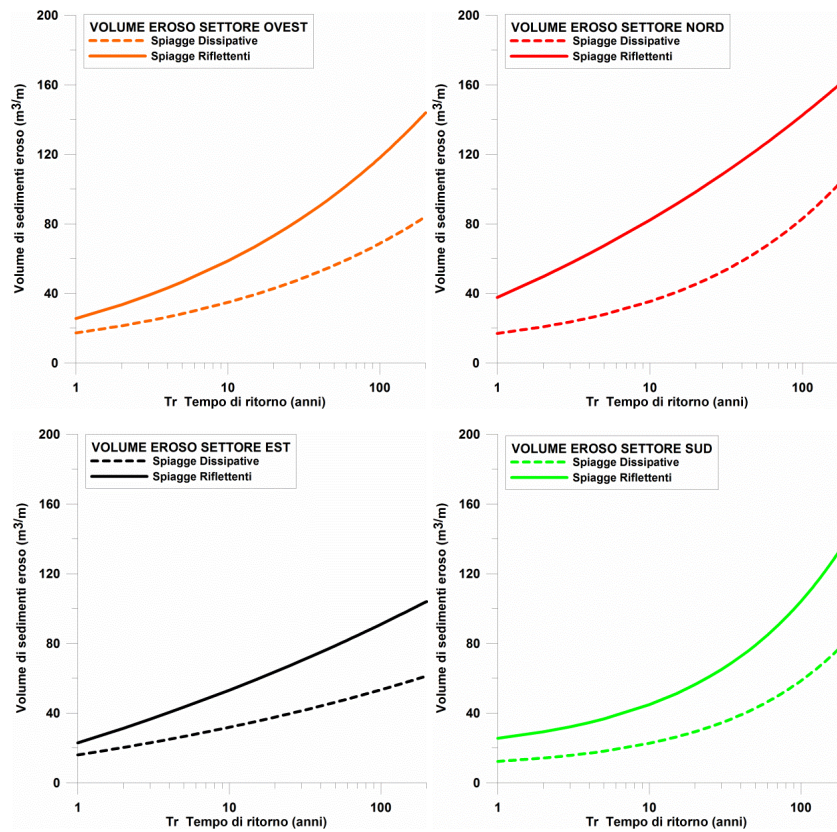 VOLUME EROSO SETTORE OVEST
Spiagge Dissipative
Spiagge Riflettenti
Volume di sedimenti eroso (m³/m)
200
160
120
80
40
0
1
10
100
Tr Tempo di ritorno (anni)
VOLUME EROSO SETTORE NORD
Spiagge Dissipative
Spiagge Riflettenti
Volume di sedimenti eroso (m³/m)
200
160
120
80
40
0
1
10
100
Tr Tempo di ritorno (anni)
VOLUME EROSO SETTORE EST
Spiagge Dissipative
Spiagge Riflettenti
Volume di sedimenti eroso (m³/m)
200
160
120
80
40
0
1
10
100
Tr Tempo di ritorno (anni)
VOLUME EROSO SETTORE SUD
Spiagge Dissipative
Spiagge Riflettenti
Volume di sedimenti eroso (m³/m)
200
160
120
80
40
0
1
10
100
Tr Tempo di ritorno (anni)